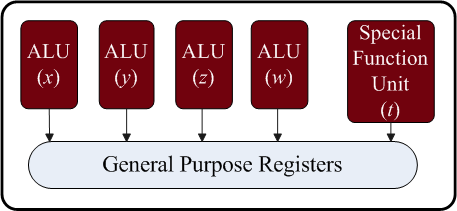 ALU
(x)
ALU
(y)
ALU
(z)
ALU
(w)
Special
Function
Unit
(t)
General Purpose Registers